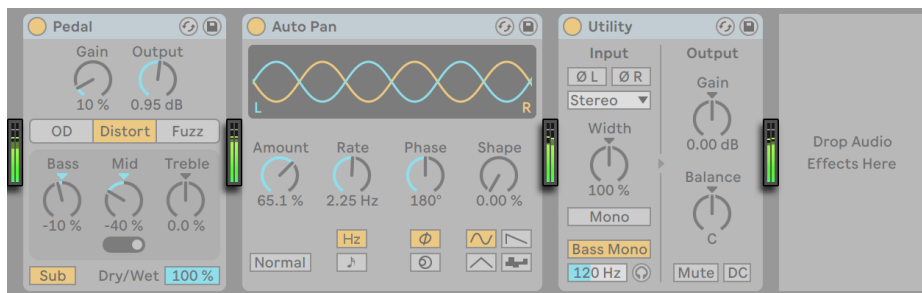 Pedal
Gain Output
10 % 0.95 dB
OD Distort Fuzz
Bass Mid Treble
-10 % -40 % 0.0 %
Sub Dry/Wet 100 %
Auto Pan
L R
Amount Rate Phase Shape
65.1 % 2.25 Hz 180° 0.00 %
Hz
Normal
Utility
Input
Ø L Ø R
Stereo
Width
100 %
Mono
Bass Mono
120 Hz
Output
Gain
0.00 dB
Balance
C
Mute DC
Drop Audio
Effects Here